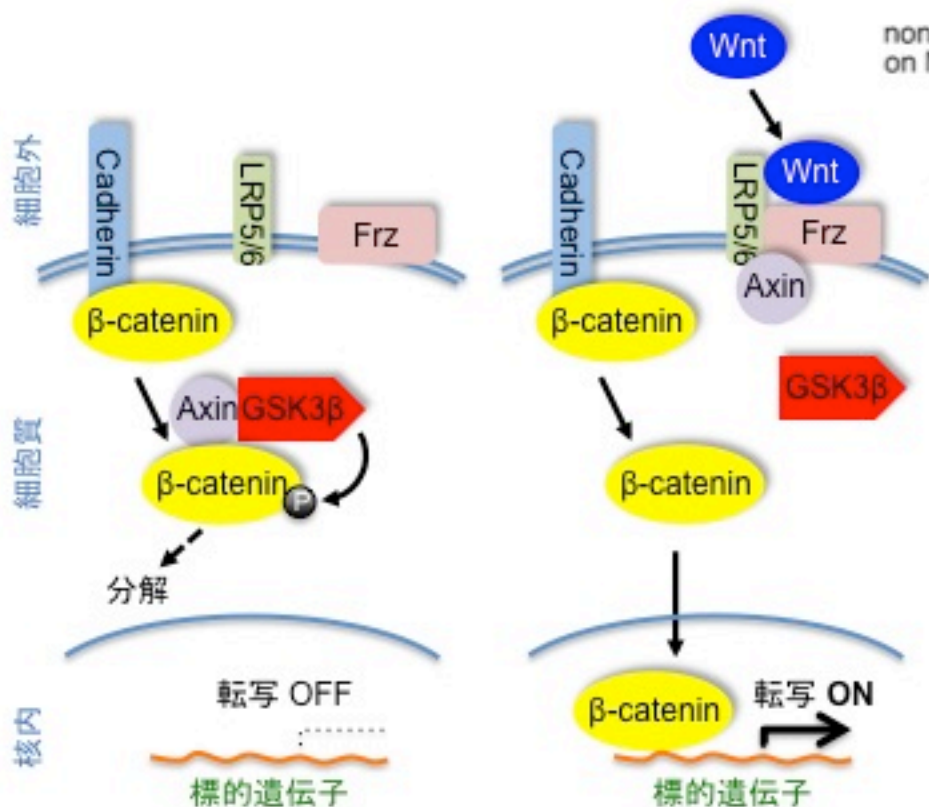 細胞外
細胞質
核内
Cadherin
LRP5/6
Frz
β-catenin
Axin
GSK3β
β-catenin
P
分解
転写 OFF
標的遺伝子
Wnt
Wnt
Cadherin
LRP5/6
Frz
Axin
β-catenin
GSK3β
β-catenin
β-catenin
転写 ON
標的遺伝子
non
on